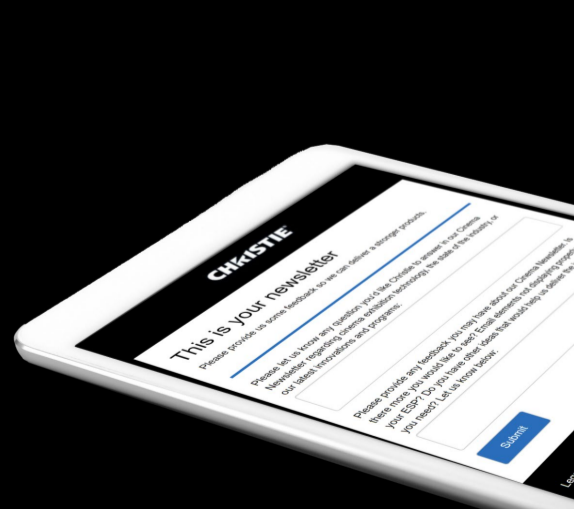 CHRISTIE
This is your newsletter
Please provide us some feedback so we can deliver a stronger products.
Please let us know any question you'd like Christie to answer in our Cinema
Newsletter regarding cinema exhibition technology, the state of the industry, or
our latest innovations and programs:
Please provide any feedback you may have about our Cinema Newsletter. Is
there more you would like to see? Email elements not displaying properly
your ESP? Do you have other ideas that would help us deliver the
you need? Let us know below:
Submit